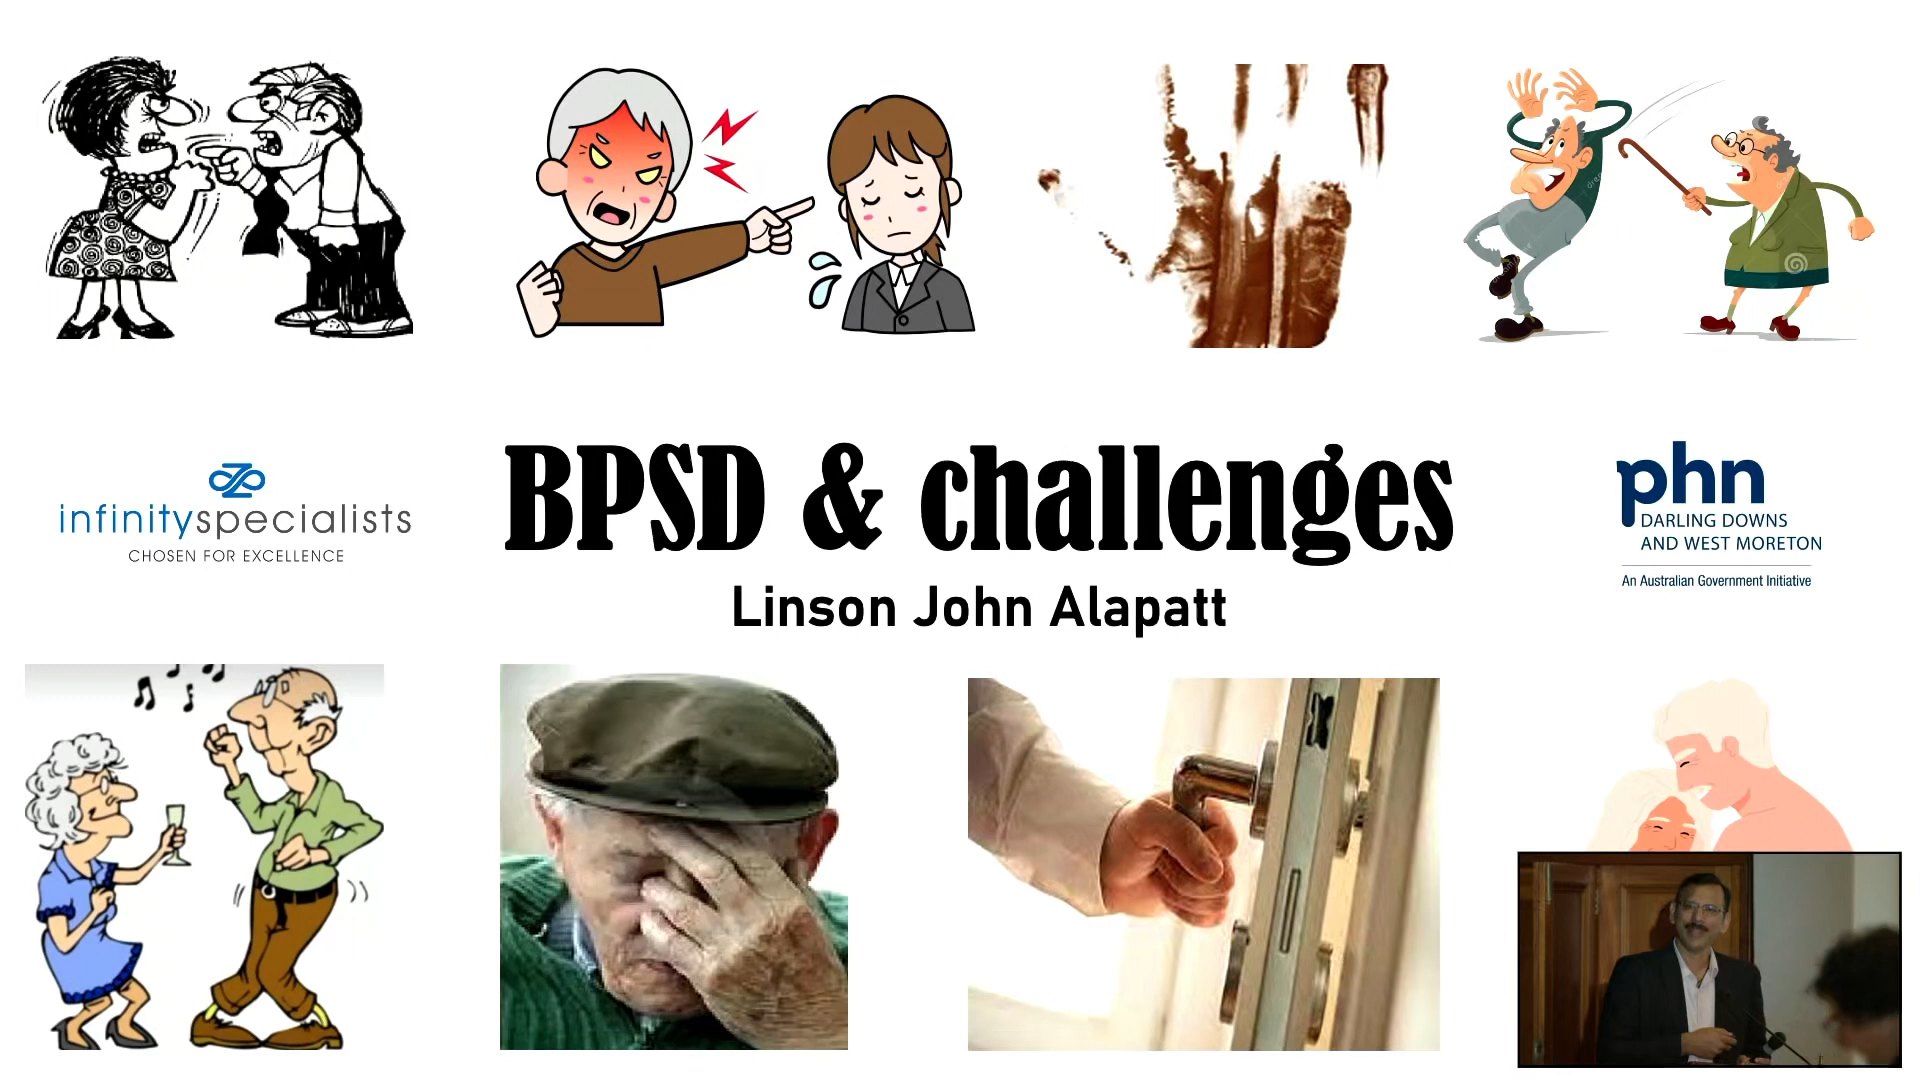 BPSD & challenges
Linson John Alapatt
infinityspecialists
CHOSEN FOR EXCELLENCE
phn
DARLING DOWNS
AND WEST MORETON
An Australian Government Initiative